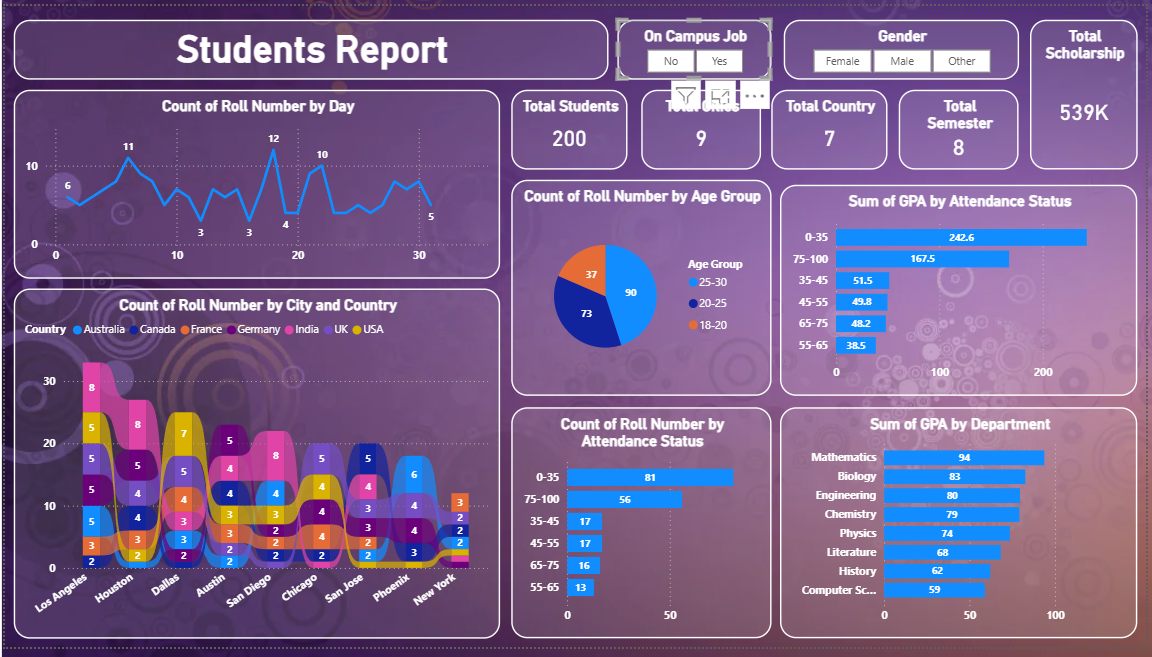 Students Report
On Campus Job
No
Yes
Gender
Female
Male
Other
Total
Scholarship
539K
Total Students
200
9
Total Country
7
Total
Semester
8
Count of Roll Number by Day
10
0
0
10
20
30
6
11
3
3
12
4
10
5
Count of Roll Number by Age Group
37
90
73
Age Group
25-30
20-25
18-20
Sum of GPA by Attendance Status
0-35
242.6
75-100
167.5
35-45
51.5
45-55
49.8
65-75
48.2
55-65
38.5
0
100
200
Count of Roll Number by City and Country
Country
Australia
Canada
France
Germany
India
UK
USA
30
20
10
0
8
5
5
5
5
3
2
8
5
4
4
3
2
7
5
4
3
3
2
5
4
4
3
3
2
2
8
4
3
2
2
2
5
4
4
4
2
5
4
3
3
2
2
6
4
4
3
3
2
2
2
Los Angeles
Houston
Dallas
Austin
San Diego
Chicago
San Jose
Phoenix
New York
Count of Roll Number by
Attendance Status
0-35
81
75-100
56
35-45
17
45-55
17
65-75
16
55-65
13
0
50
Sum of GPA by Department
Mathematics
94
Biology
83
Engineering
80
Chemistry
79
Physics
74
Literature
68
History
62
Computer Sc...
59
0
50
100